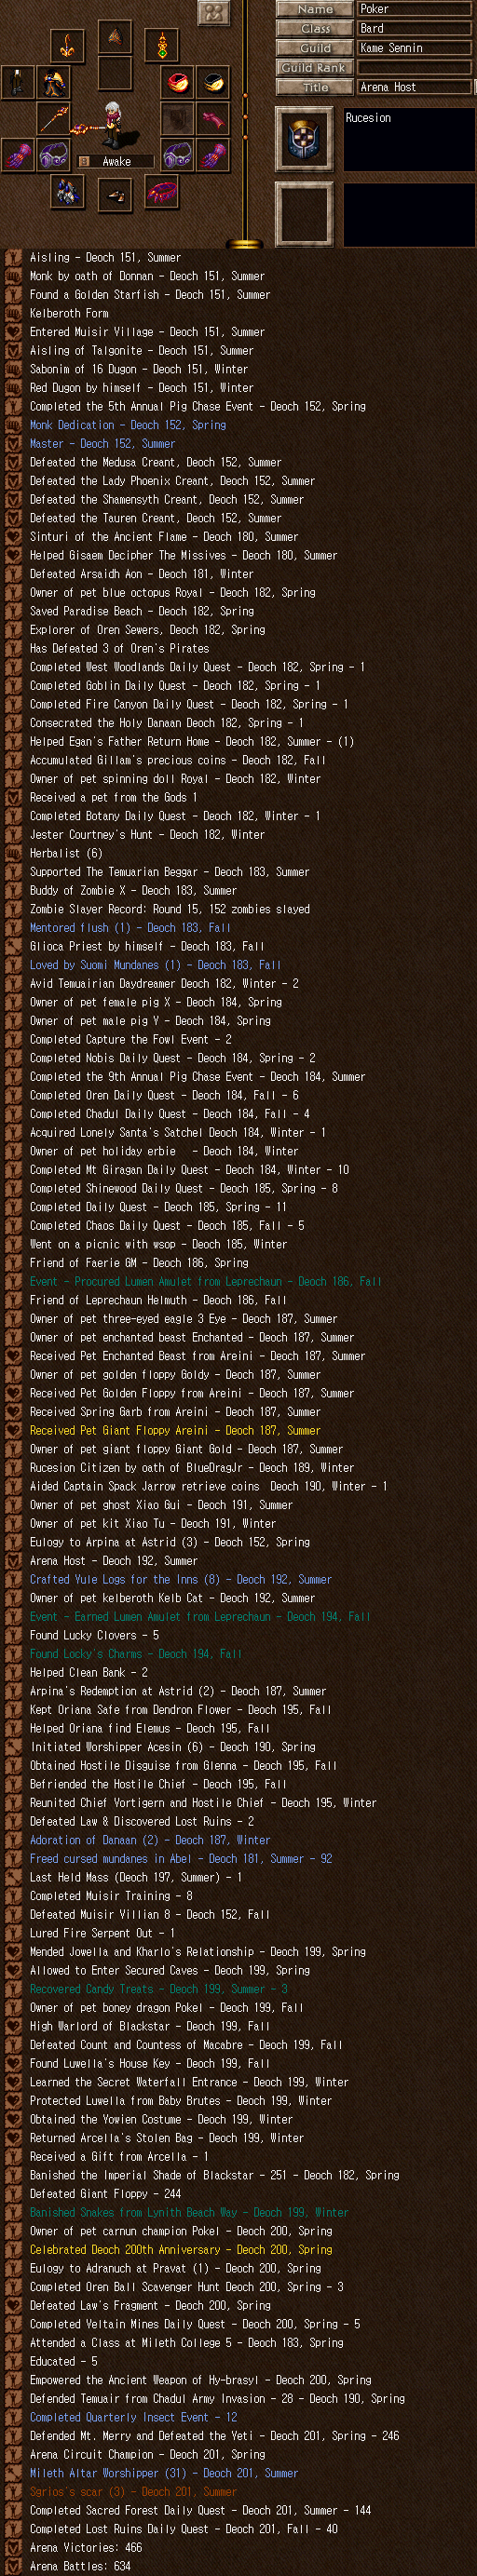 Name
Poker
Class
Bard
Guild
Kame Sennin
Guild Rank
Title
Arena Host
Rucesion
Awake
Aisling - Deoch 151, Summer
Monk by oath of Donnan - Deoch 151, Summer
Found a Golden Starfish - Deoch 151, Summer
Kelberoth Form
Entered Muisir Village - Deoch 151, Summer
Aisling of Talgonite - Deoch 151, Summer
Sabonim of 16 Dugon - Deoch 151, Winter
Red Dugon by himself - Deoch 151, Winter
Completed the 5th Annual Pig Chase Event - Deoch 152, Spring
Monk Dedication - Deoch 152, Spring
Master - Deoch 152, Summer
Defeated the Medusa Creant, Deoch 152, Summer
Defeated the Lady Phoenix Creant, Deoch 152, Summer
Defeated the Shamensyth Creant, Deoch 152, Summer
Defeated the Tauren Creant, Deoch 152, Summer
Sinturi of the Ancient Flame - Deoch 180, Summer
Helped Gisaem Decipher The Missives - Deoch 180, Summer
Defeated Arsaidh Aon - Deoch 181, Winter
Owner of pet blue octopus Royal - Deoch 182, Spring
Saved Paradise Beach - Deoch 182, Spring
Explorer of Oren Sewers, Deoch 182, Spring
Has Defeated 3 of Oren's Pirates
Completed West Woodlands Daily Quest - Deoch 182, Spring - 1
Completed Goblin Daily Quest - Deoch 182, Spring - 1
Completed Fire Canyon Daily Quest - Deoch 182, Spring - 1
Consecrated the Holy Danaan Deoch 182, Spring - 1
Helped Egan's Father Return Home - Deoch 182, Summer - (1)
Accumulated Gillam's precious coins - Deoch 182, Fall
Owner of pet spinning doll Royal - Deoch 182, Winter
Received a pet from the Gods 1
Completed Botany Daily Quest - Deoch 182, Winter - 1
Jester Courtney's Hunt - Deoch 182, Winter
Herbalist (6)
Supported The Temuarian Beggar - Deoch 183, Summer
Buddy of Zombie X - Deoch 183, Summer
Zombie Slayer Record: Round 15, 152 zombies slayed
Mentored flush (1) - Deoch 183, Fall
Glioca Priest by himself - Deoch 183, Fall
Loved by Suomi Mundanes (1) - Deoch 183, Fall
Avid Temuairian Daydreamer Deoch 182, Winter - 2
Owner of pet female pig X - Deoch 184, Spring
Owner of pet male pig Y - Deoch 184, Spring
Completed Capture the Fowl Event - 2
Completed Nobis Daily Quest - Deoch 184, Spring - 2
Completed the 9th Annual Pig Chase Event - Deoch 184, Summer
Completed Oren Daily Quest - Deoch 184, Fall - 6
Completed Chadul Daily Quest - Deoch 184, Fall - 4
Acquired Lonely Santa's Satchel Deoch 184, Winter - 1
Owner of pet holiday erbie  - Deoch 184, Winter
Completed Mt Giragan Daily Quest - Deoch 184, Winter - 10
Completed Shinewood Daily Quest - Deoch 185, Spring - 8
Completed Daily Quest - Deoch 185, Spring - 11
Completed Chaos Daily Quest - Deoch 185, Fall - 5
Went on a picnic with wsop - Deoch 185, Winter
Friend of Faerie GM - Deoch 186, Spring
Event - Procured Lumen Amulet from Leprechaun - Deoch 186, Fall
Friend of Leprechaun Helmuth - Deoch 186, Fall
Owner of pet three-eyed eagle 3 Eye - Deoch 187, Summer
Owner of pet enchanted beast Enchanted - Deoch 187, Summer
Received Pet Enchanted Beast from Areini - Deoch 187, Summer
Owner of pet golden floppy Goldy - Deoch 187, Summer
Received Pet Golden Floppy from Areini - Deoch 187, Summer
Received Spring Garb from Areini - Deoch 187, Summer
Received Pet Giant Floppy Areini - Deoch 187, Summer
Owner of pet giant floppy Giant Gold - Deoch 187, Summer
Rucesion Citizen by oath of BlueDragJr - Deoch 189, Winter
Aided Captain Spack Jarrow retrieve coins  Deoch 190, Winter - 1
Owner of pet ghost Xiao Gui - Deoch 191, Summer
Owner of pet kit Xiao Tu - Deoch 191, Winter
Eulogy to Arpina at Astrid (3) - Deoch 152, Spring
Arena Host - Deoch 192, Summer
Crafted Yule Logs for the Inns (8) - Deoch 192, Summer
Owner of pet kelberoth Kelb Cat - Deoch 192, Summer
Event - Earned Lumen Amulet from Leprechaun - Deoch 194, Fall
Found Lucky Clovers - 5
Found Locky's Charms - Deoch 194, Fall
Helped Clean Bank - 2
Arpina's Redemption at Astrid (2) - Deoch 187, Summer
Kept Oriana Safe from Dendron Flower - Deoch 195, Fall
Helped Oriana find Elemus - Deoch 195, Fall
Initiated Worshipper Acesin (6) - Deoch 190, Spring
Obtained Hostile Disguise from Glenna - Deoch 195, Fall
Befriended the Hostile Chief - Deoch 195, Fall
Reunited Chief Vortigern and Hostile Chief - Deoch 195, Winter
Defeated Law & Discovered Lost Ruins - 2
Adoration of Danaan (2) - Deoch 187, Winter
Freed cursed mundanes in Abel - Deoch 181, Summer - 92
Last Held Mass (Deoch 197, Summer) - 1
Completed Muisir Training - 8
Defeated Muisir Villian 8 - Deoch 152, Fall
Lured Fire Serpent Out - 1
Mended Jowella and Kharlo's Relationship - Deoch 199, Spring
Allowed to Enter Secured Caves - Deoch 199, Spring
Recovered Candy Treats - Deoch 199, Summer - 3
Owner of pet boney dragon Pokel - Deoch 199, Fall
High Warlord of Blackstar - Deoch 199, Fall
Defeated Count and Countess of Macabre - Deoch 199, Fall
Found Luwella's House Key - Deoch 199, Fall
Learned the Secret Waterfall Entrance - Deoch 199, Winter
Protected Luwella from Baby Brutes - Deoch 199, Winter
Obtained the Yowien Costume - Deoch 199, Winter
Returned Arcella's Stolen Bag - Deoch 199, Winter
Received a Gift from Arcella - 1
Banished the Imperial Shade of Blackstar - 251 - Deoch 182, Spring
Defeated Giant Floppy - 244
Banished Snakes from Lynith Beach Way - Deoch 199, Winter
Owner of pet carnun champion Pokel - Deoch 200, Spring
Celebrated Deoch 200th Anniversary - Deoch 200, Spring
Eulogy to Adranuch at Pravat (1) - Deoch 200, Spring
Completed Oren Ball Scavenger Hunt Deoch 200, Spring - 3
Defeated Law's Fragment - Deoch 200, Spring
Completed Yeltain Mines Daily Quest - Deoch 200, Spring - 5
Attended a Class at Mileth College 5 - Deoch 183, Spring
Educated - 5
Empowered the Ancient Weapon of Hy-brasyl - Deoch 200, Spring
Defended Temuair from Chadul Army Invasion - 28 - Deoch 190, Spring
Completed Quarterly Insect Event - 12
Defended Mt. Merry and Defeated the Yeti - Deoch 201, Spring - 246
Arena Circuit Champion - Deoch 201, Spring
Mileth Altar Worshipper (31) - Deoch 201, Summer
Sgrios's scar (3) - Deoch 201, Summer
Completed Sacred Forest Daily Quest - Deoch 201, Summer - 144
Completed Lost Ruins Daily Quest - Deoch 201, Fall - 40
Arena Victories: 466
Arena Battles: 634